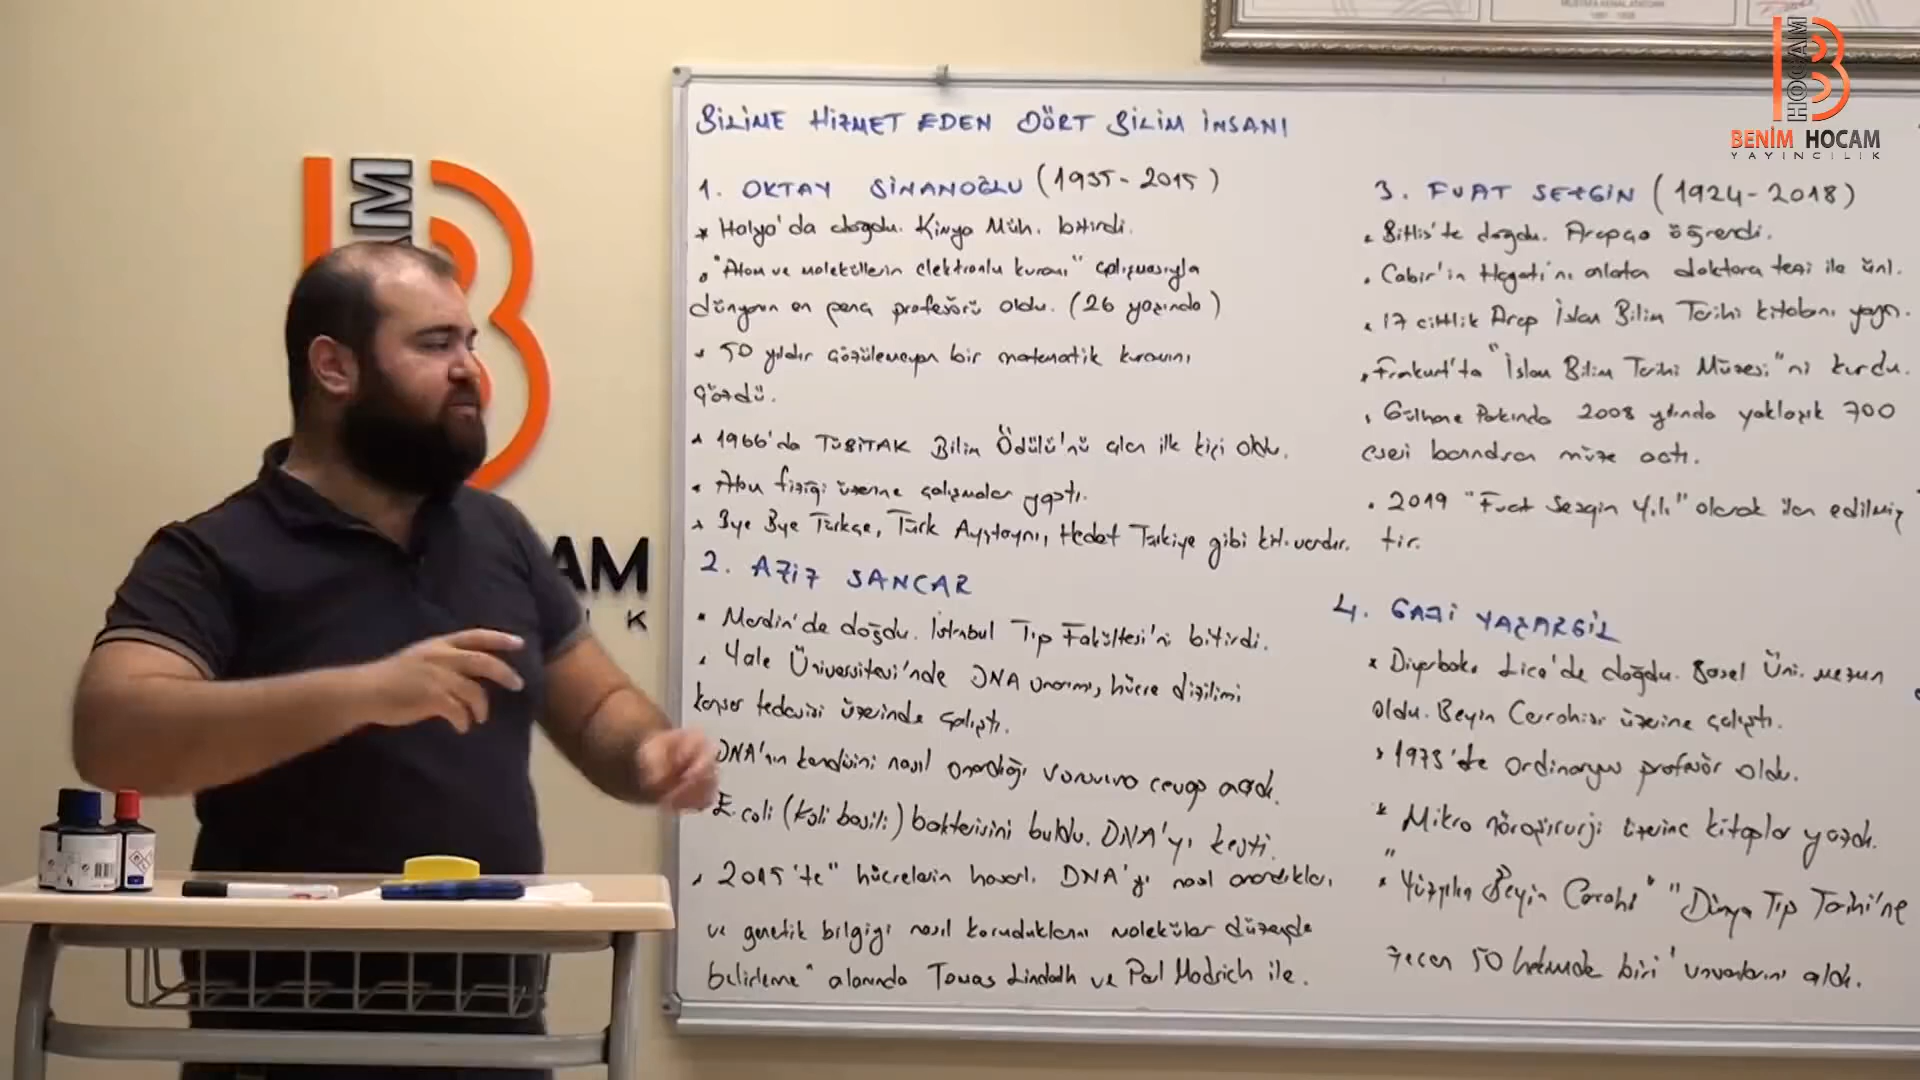 BİLİME HİZMET EDEN DÖRT BİLİM İNSANI
1. OKTAY SİNANOĞLU (1935-2015)
* İtalya'da doğdu. Kimya Müh. bitirdi.
"Atom ve moleküllerin elektronlu kuramı" çalışmasıyla
dünyanın en genç profesörü oldu. (26 yaşında)
50 yıldır çözülemeyen bir matematik kuramını
çözdü.
1966'da TÜBİTAK Bilim Ödülü'nü alan ilk kişi oldu.
Atom fiziği üzerine çalışmalar yaptı.
Bye Bye Türkçe, Türk Aynştaynı, Hedef Türkiye gibi kit. vardır.
2. AZİZ SANCAR
Mardin'de doğdu. İstanbul Tıp Fakültesi'ni bitirdi.
Yale Üniversitesi'nde DNA onarımı, hücre dizilimi
kanser tedavisi üzerinde çalıştı.
DNA'nın kendisini nasıl onardığı sorusuna cevap aradı.
E.coli (koli basili) bakterisini buldu. DNA'yı kesti.
2015'te "hücrelerin hasarlı DNA'yı nasıl onardıkları
ve genetik bilgiyi nasıl koruduklarını moleküler düzeyde
belirleme" alanında Tomas Lindahl ve Paul Modrich ile.
3. FUAT SEZGİN (1924-2018)
Bitlis'te doğdu. Arapça öğrendi.
Cabir'in Hayatı'nı anlatan doktora tezi ile ünl.
17 ciltlik Arap İslam Bilim Tarihi kitabını yazdı.
Frankurt'ta "İslam Bilim Tarihi Müzesi"ni kurdu.
Gülhane Parkında 2008 yılında yaklaşık 700
eseri barındıran müze açtı.
2019 "Fuat Sezgin Yılı" olarak ilan edilmiş
tir.
4. GAZİ YAŞARGİL
* Diyarbakır Lice'de doğdu. Basel Üni. mezun
oldu. Beyin Cerrahisi üzerine çalıştı.
1973'te ordinaryus profesör oldu.
* Mikro nöroşirurji üzerine kitaplar yazdı.
"Yüzyılın Beyin Cerrahı" "Dünya Tıp Tarihi'ne
Geçen 50 hekimden biri" unvanlarını aldı.
HOCAM
B
BENİM HOCAM
YAYINCILIK
AM
B
AM
I K